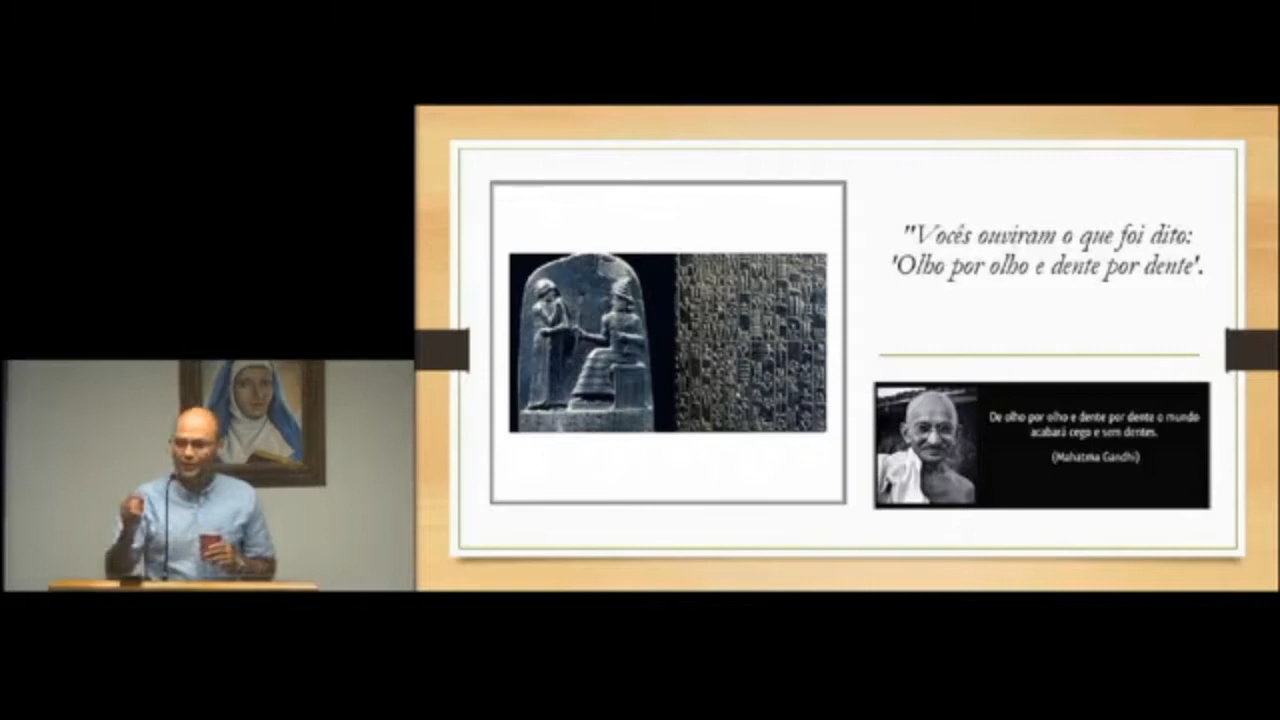 "Vocês ouviram o que foi dito:
'Olho por olho e dente por dente'.
De olho por olho e dente por dente o mundo
acabará cego e sem dentes.
(Mahatma Gandhi)